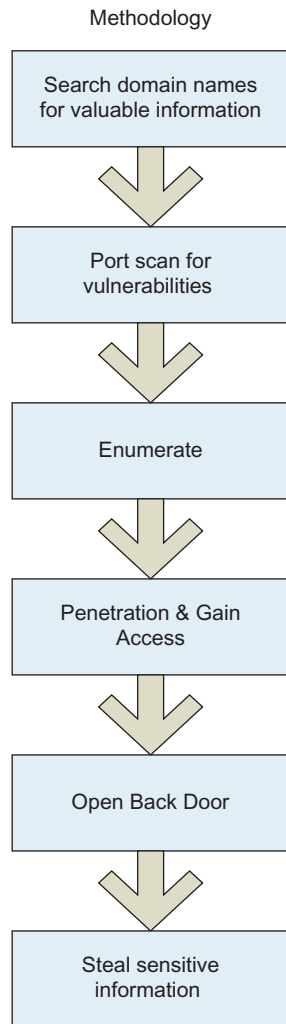 Methodology
Search domain names
for valuable information
Port scan for
vulnerabilities
Enumerate
Penetration & Gain
Access
Open Back Door
Steal sensitive
information